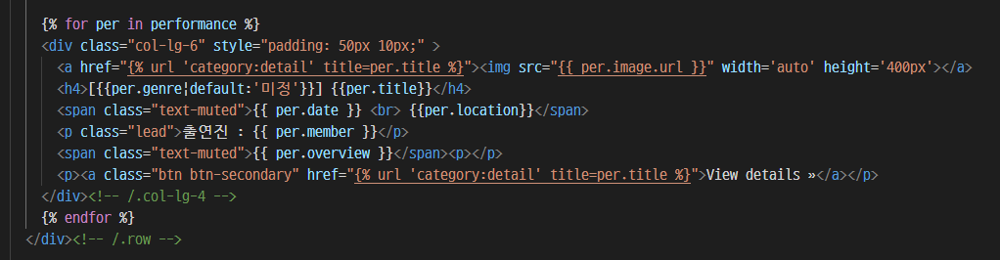 {% for per in performance %}
<div class="col-lg-6" style="padding: 50px 10px;" >
<a href="{% url 'category:detail' title=per.title %}"><img src="{{ per.image.url }}" width='auto' height='400px'></a>
<h4>[{{per.genre|default:'미정'}}] {{per.title}}</h4>
<span class="text-muted">{{ per.date }} <br> {{per.location}}</span>
<p class="lead">출연진 : {{ per.member }}</p>
<span class="text-muted">{{ per.overview }}</span><p></p>
<p><a class="btn btn-secondary" href="{% url 'category:detail' title=per.title %}">View details »</a></p>
</div><!-- /.col-lg-4 -->
{% endfor %}
</div><!-- /.row -->